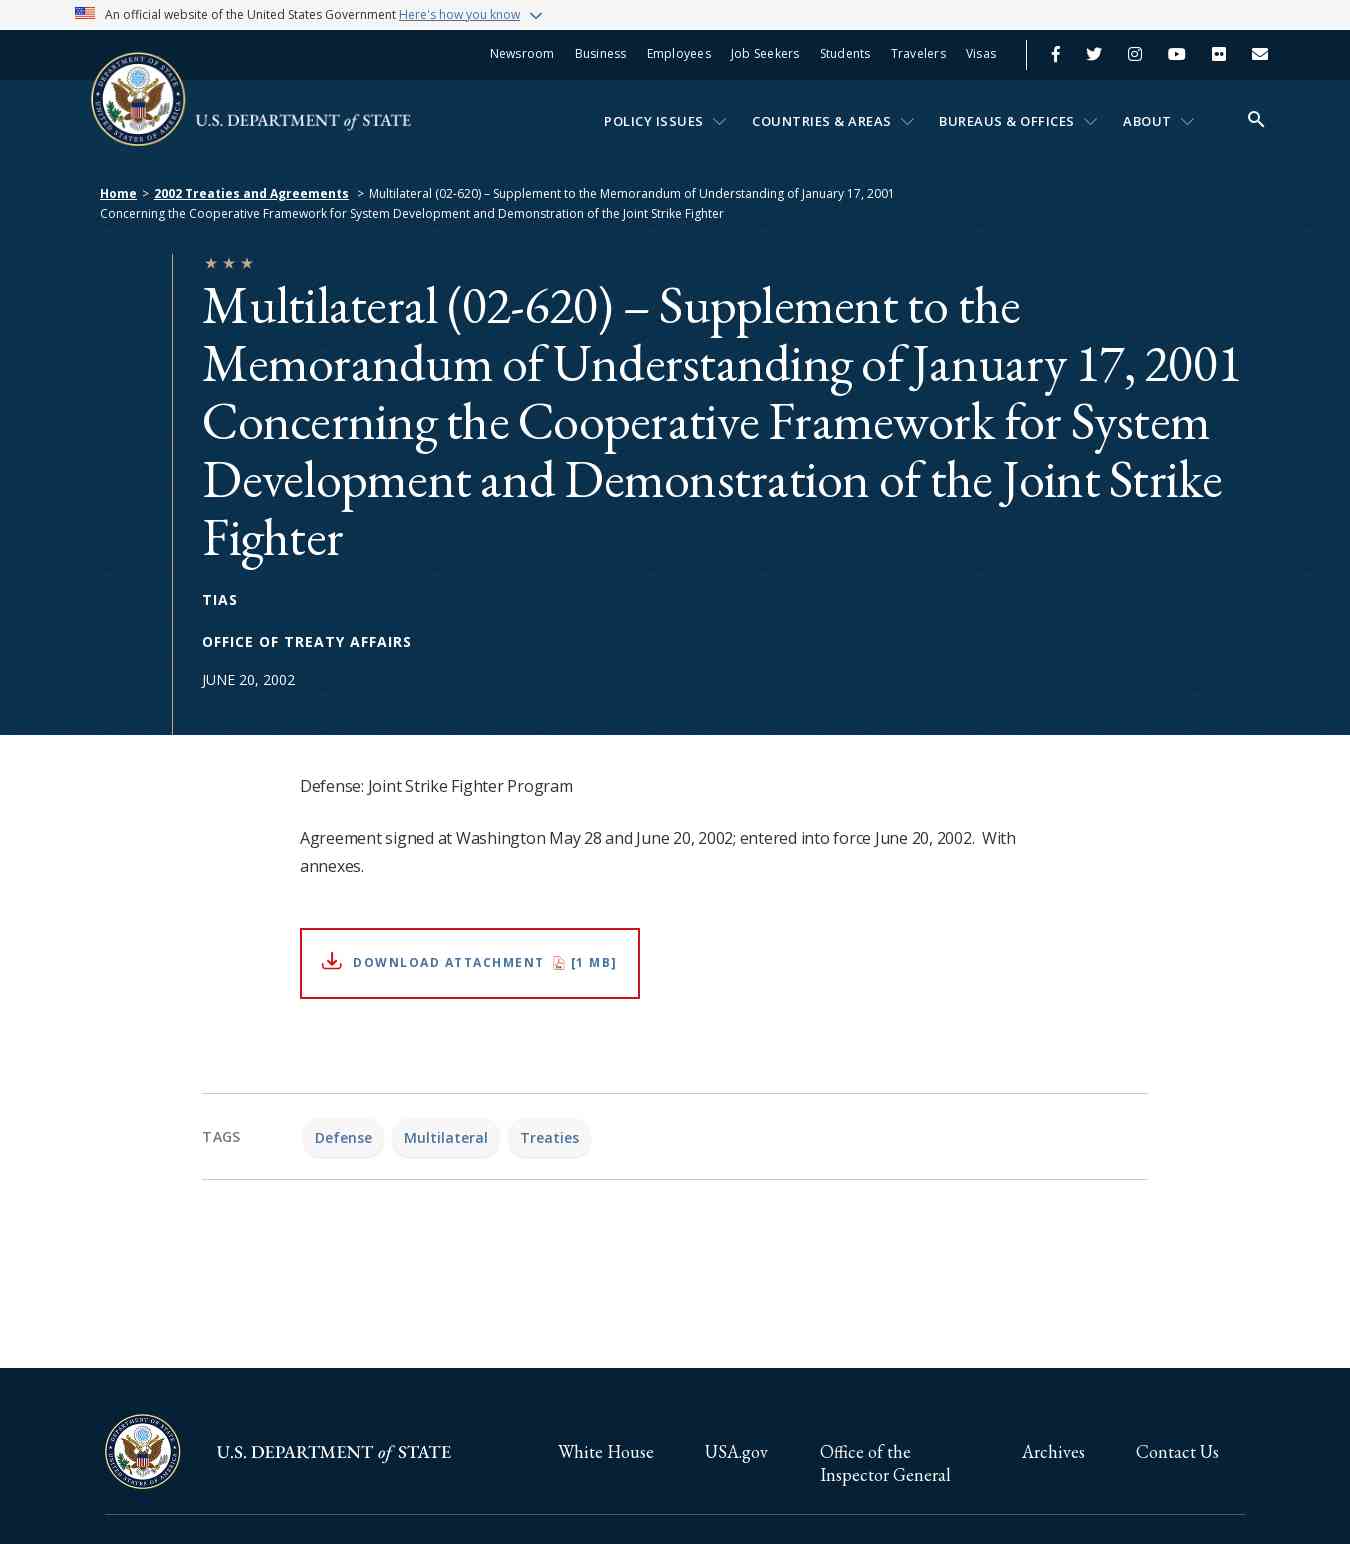 An official website of the United States Government Here's how you know
Newsroom Business Employees Job Seekers Students Travelers Visas
U.S. DEPARTMENT of STATE
POLICY ISSUES COUNTRIES & AREAS BUREAUS & OFFICES ABOUT
Home > 2002 Treaties and Agreements > Multilateral (02-620) – Supplement to the Memorandum of Understanding of January 17, 2001
Concerning the Cooperative Framework for System Development and Demonstration of the Joint Strike Fighter
Multilateral (02-620) – Supplement to the
Memorandum of Understanding of January 17, 2001
Concerning the Cooperative Framework for System
Development and Demonstration of the Joint Strike
Fighter
TIAS
OFFICE OF TREATY AFFAIRS
JUNE 20, 2002
Defense: Joint Strike Fighter Program
Agreement signed at Washington May 28 and June 20, 2002; entered into force June 20, 2002. With
annexes.
DOWNLOAD ATTACHMENT [1 MB]
TAGS Defense Multilateral Treaties
DEPARTMENT OF STATE
UNITED STATES OF AMERICA
U.S. DEPARTMENT of STATE
White House USA.gov Office of the
Inspector General Archives Contact Us